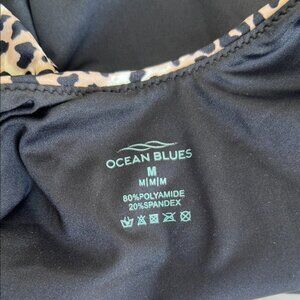 OCEAN BLUES
M
M|M|M
80%POLYAMIDE
20%SPANDEX